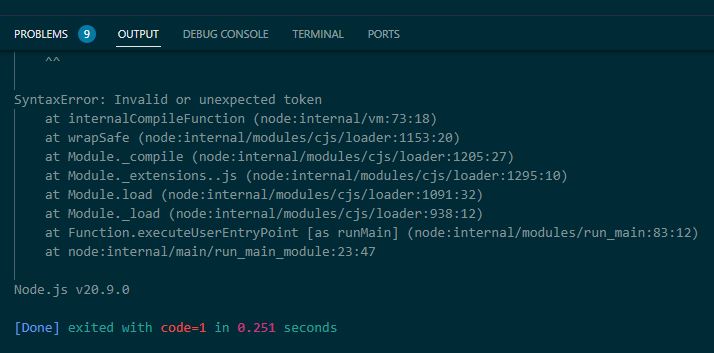 PROBLEMS 9 OUTPUT DEBUG CONSOLE TERMINAL PORTS
^^
SyntaxError: Invalid or unexpected token
at internalCompileFunction (node:internal/vm:73:18)
at wrapSafe (node:internal/modules/cjs/loader:1153:20)
at Module._compile (node:internal/modules/cjs/loader:1205:27)
at Module._extensions..js (node:internal/modules/cjs/loader:1295:10)
at Module.load (node:internal/modules/cjs/loader:1091:32)
at Module._load (node:internal/modules/cjs/loader:938:12)
at Function.executeUserEntryPoint [as runMain] (node:internal/modules/run_main:83:12)
at node:internal/main/run_main_module:23:47
Node.js v20.9.0
[Done] exited with code=1 in 0.251 seconds